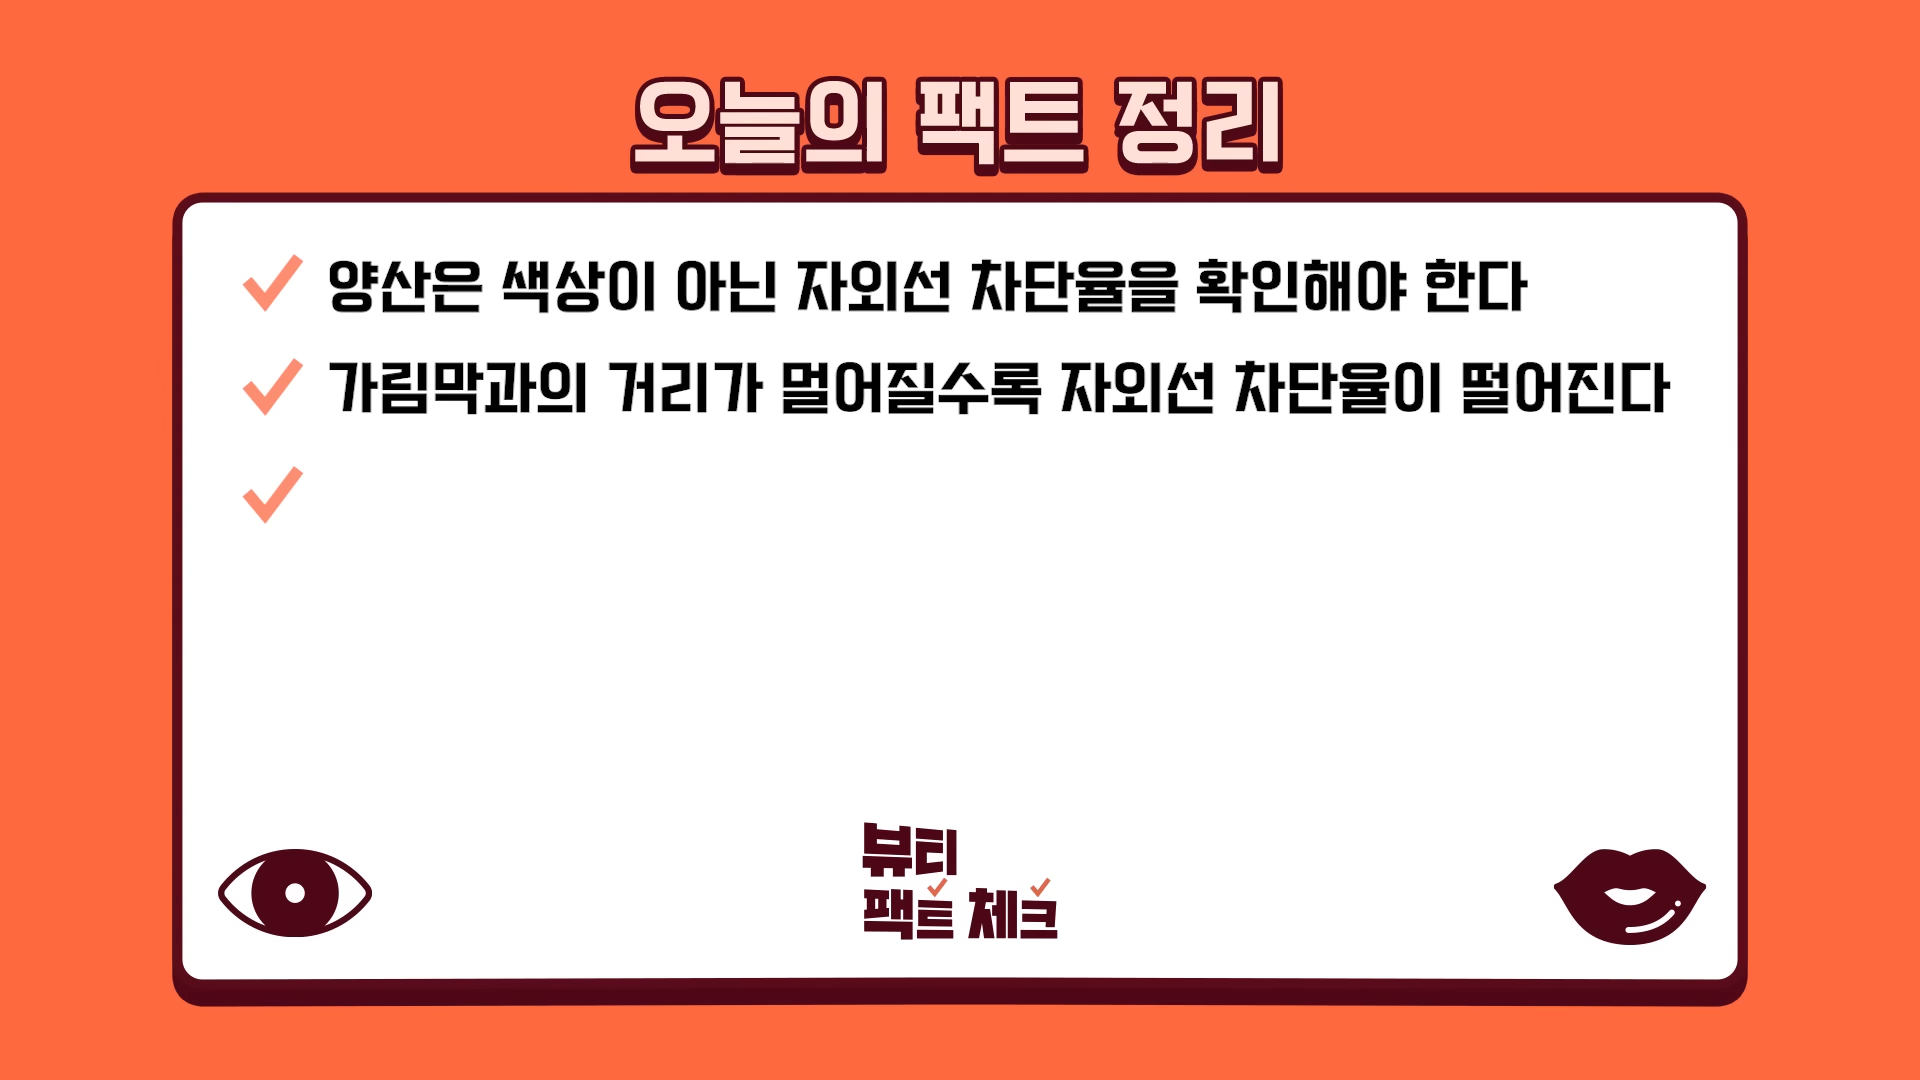 오늘의 팩트 정리
양산은 색상이 아닌 자외선 차단율을 확인해야 한다
가림막과의 거리가 멀어질수록 자외선 차단율이 떨어진다
뷰티
팩트 체크